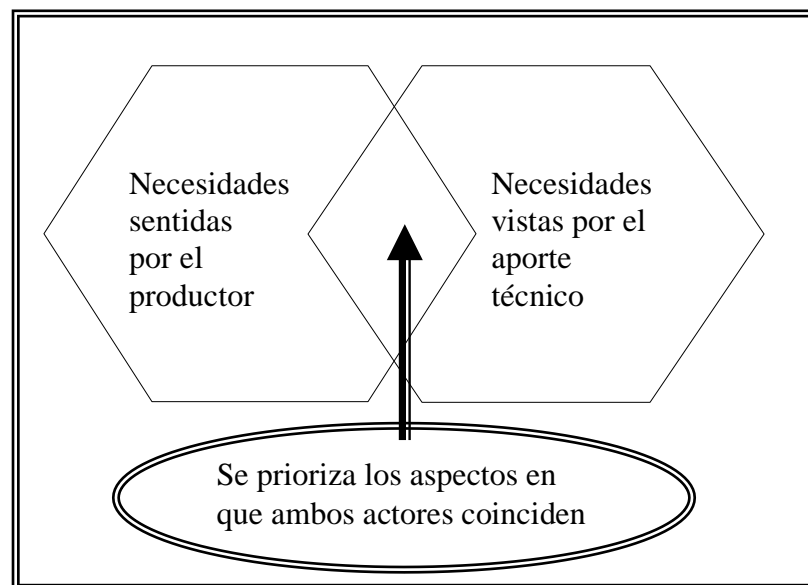 Necesidades
sentidas
por el
productor
Necesidades
vistas por el
aporte
técnico
Se prioriza los aspectos en
que ambos actores coinciden